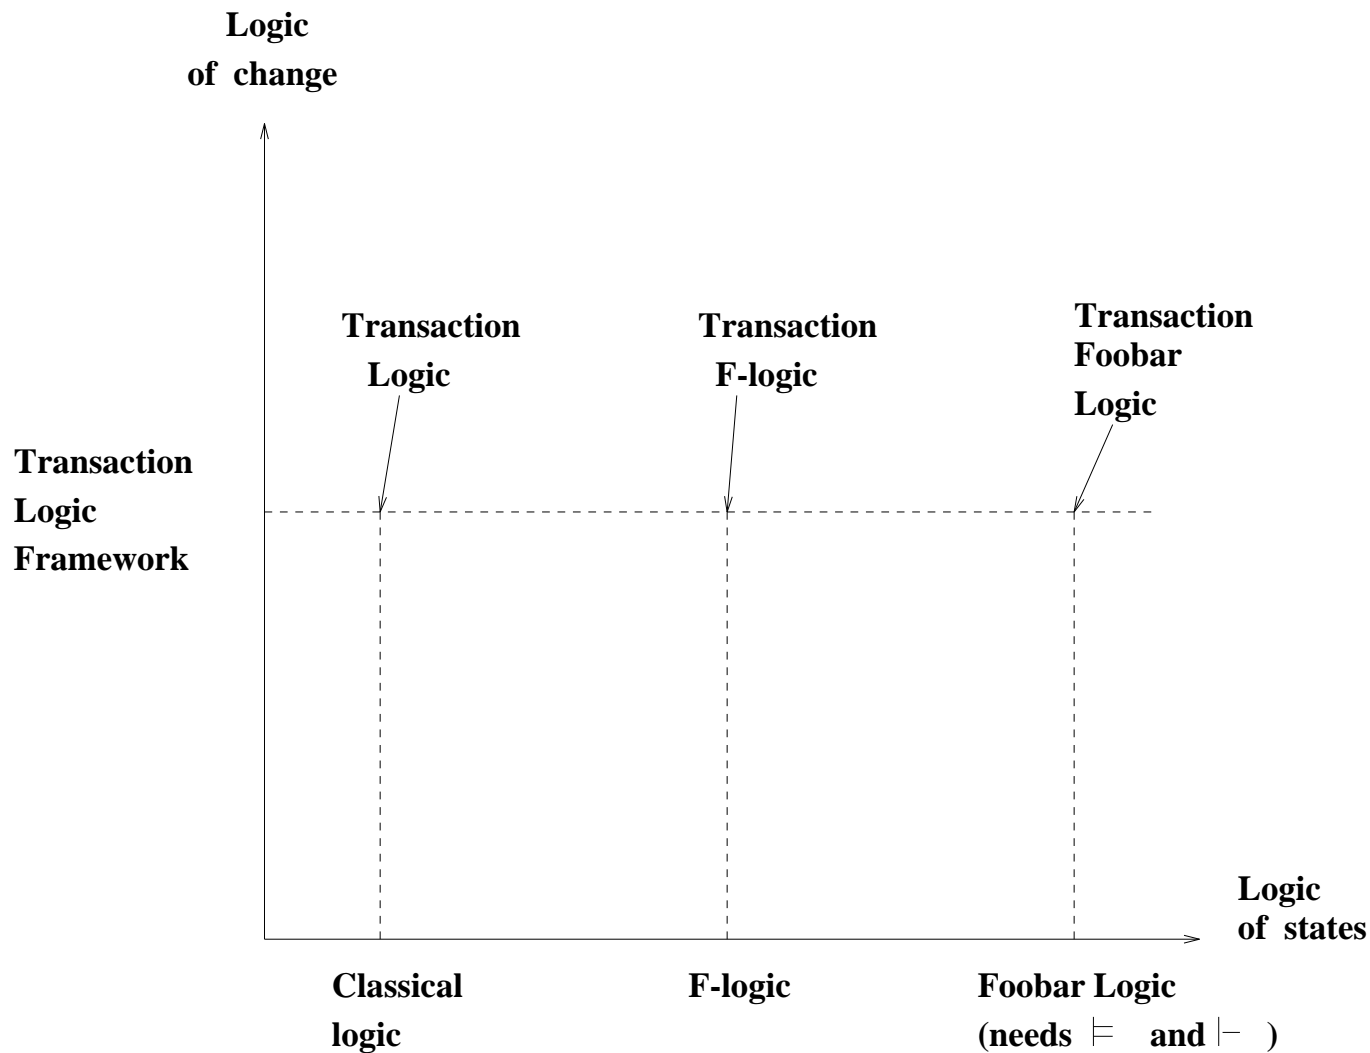 Logic
of change
Transaction
Logic
Transaction
F-logic
Transaction
Foobar
Logic
Transaction
Logic
Framework
Logic
of states
Classical
logic
F-logic
Foobar Logic
(needs ⊨ and ⊢ )